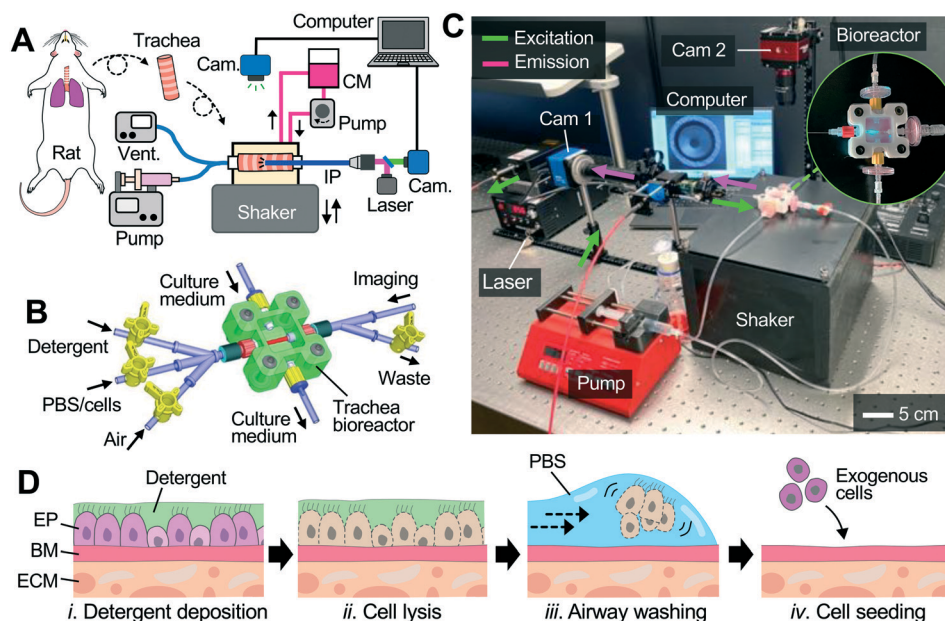 A
Rat
Trachea
Computer
Cam.
CM
Pump
Vent.
Pump
IP
Laser
Cam.
Shaker
B
Culture
medium
Imaging
Detergent
PBS/cells
Air
Waste
Culture
medium
Trachea
bioreactor
C
Excitation
Emission
Cam 2
Bioreactor
Computer
Cam 1
Laser
Shaker
Pump
5 cm
D
Detergent
EP
BM
ECM
PBS
Exogenous
cells
i. Detergent deposition
ii. Cell lysis
iii. Airway washing
iv. Cell seeding